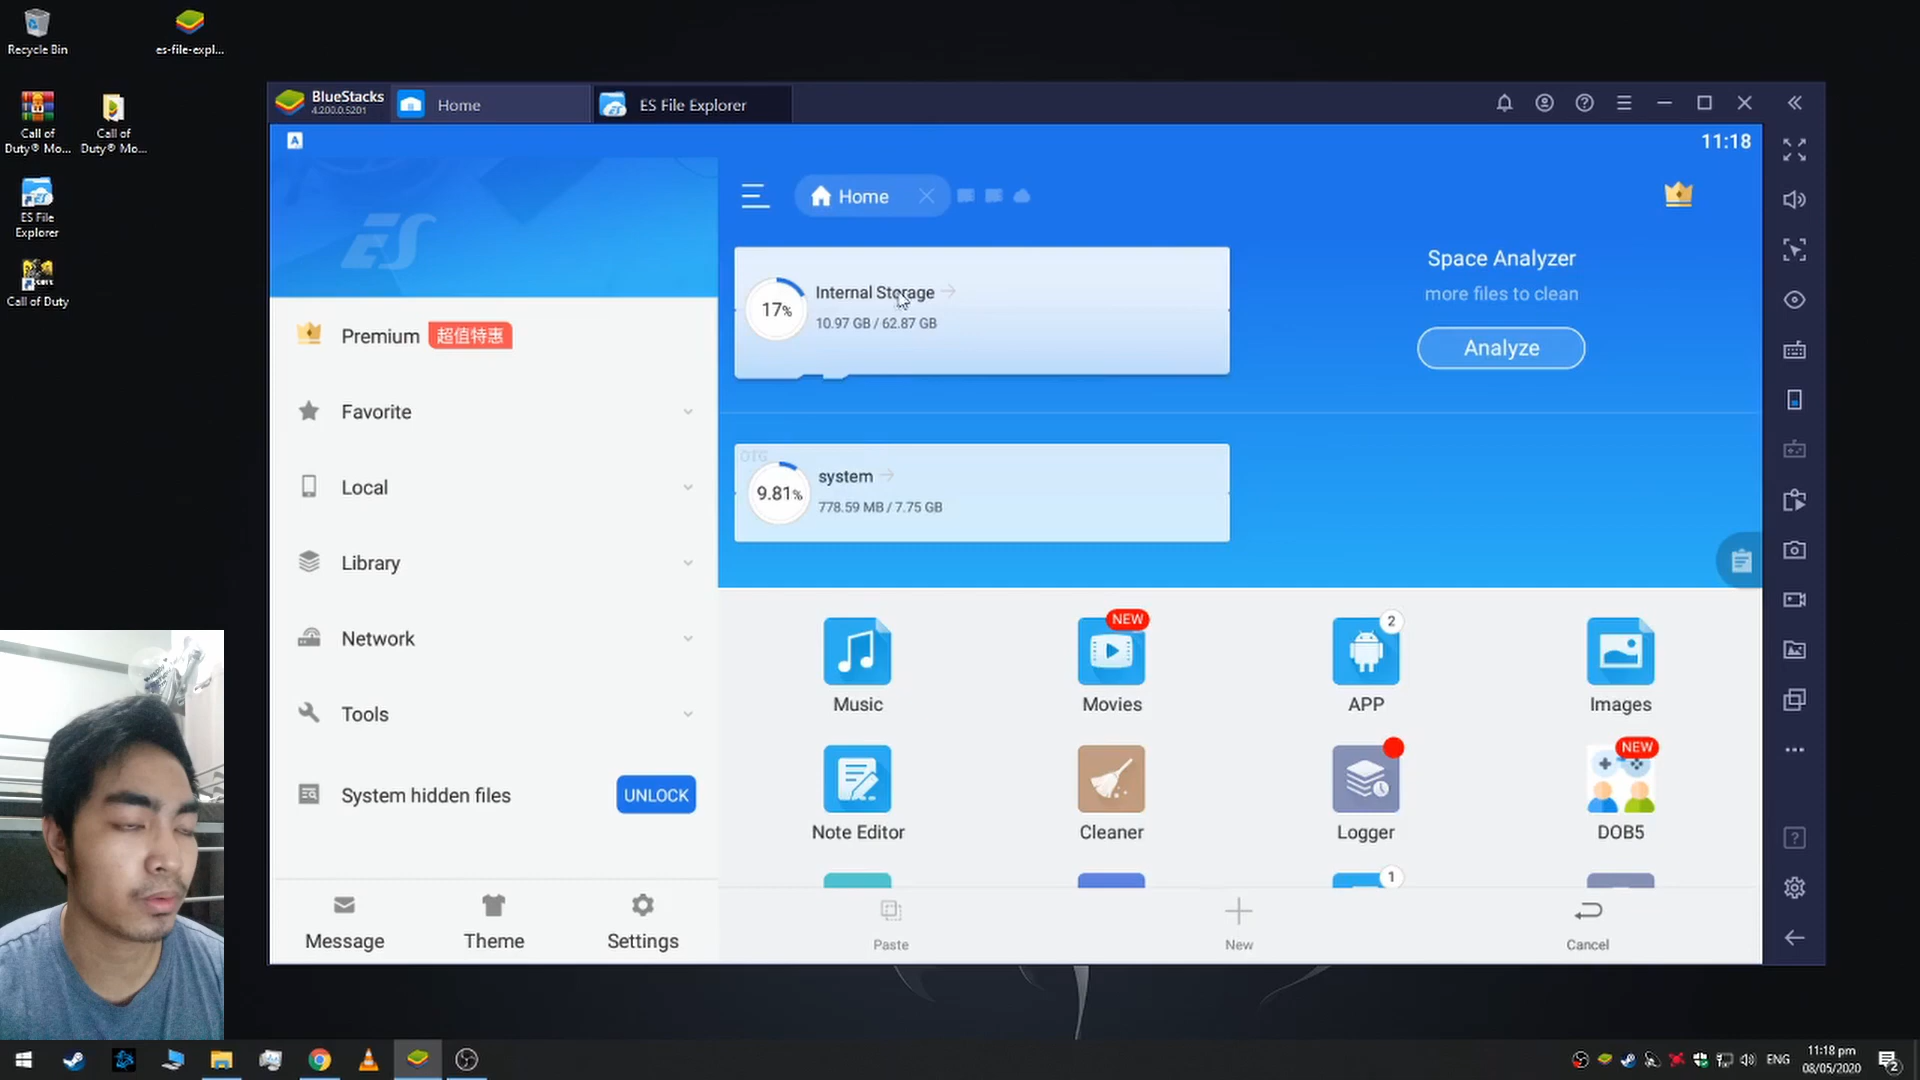 Recycle Bin
es-file-expl...
Call of
Duty® Mo...
Call of
Duty® Mo...
ES File
Explorer
Call of Duty
BlueStacks
4.200.0.5201
Home
ES File Explorer
A
11:18
ES
Home
Premium
超值特惠
Favorite
Local
Library
Network
Tools
System hidden files
UNLOCK
Message
Theme
Settings
17%
Internal Storage
10.97 GB / 62.87 GB
Space Analyzer
more files to clean
Analyze
OTG
9.81%
system
778.59 MB / 7.75 GB
Music
NEW
Movies
2
APP
Images
Note Editor
Cleaner
Logger
NEW
DOB5
1
Paste
New
Cancel
ENG
11:18 pm
08/05/2020
2